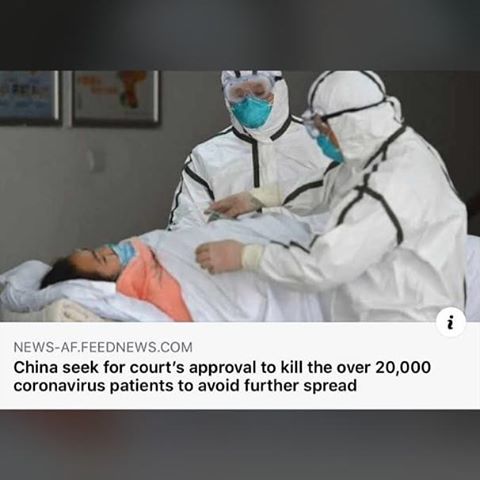 NEWS-AF.FEEDNEWS.COM
China seek for court's approval to kill the over 20,000
coronavirus patients to avoid further spread